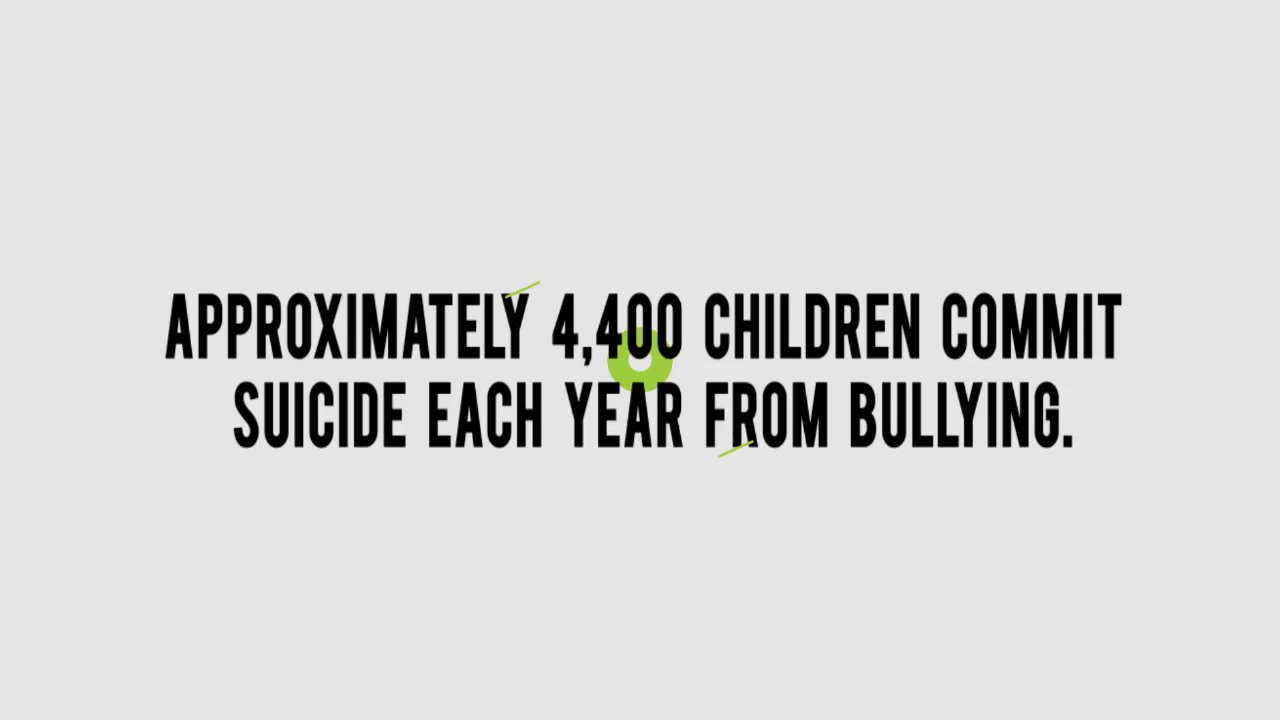 APPROXIMATELY 4,400 CHILDREN COMMIT
SUICIDE EACH YEAR FROM BULLYING.